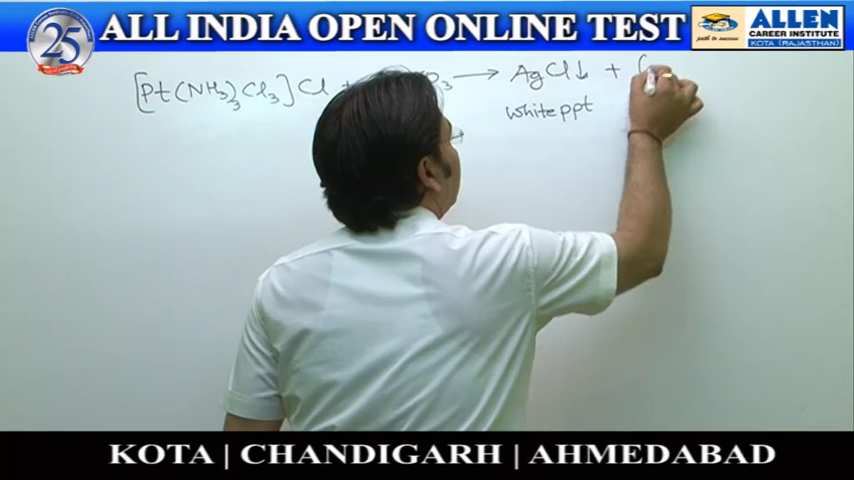 25
ALL INDIA OPEN ONLINE TEST
path to success
ALLEN
CAREER INSTITUTE
KOTA (RAJASTHAN)
[Pt(NH3)3Cl3]Cl + O3 → AgCl↓ +
white ppt
KOTA | CHANDIGARH | AHMEDABAD